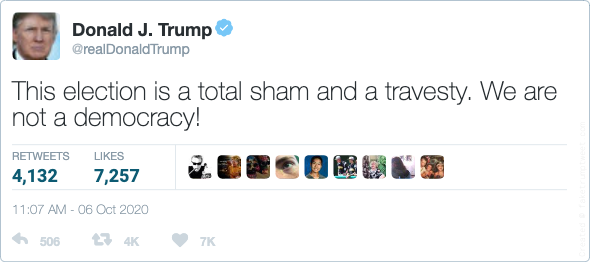 Donald J. Trump
@realDonaldTrump
This election is a total sham and a travesty. We are
not a democracy!
RETWEETS LIKES
4,132 7,257
11:07 AM - 06 Oct 2020
506 4K 7K